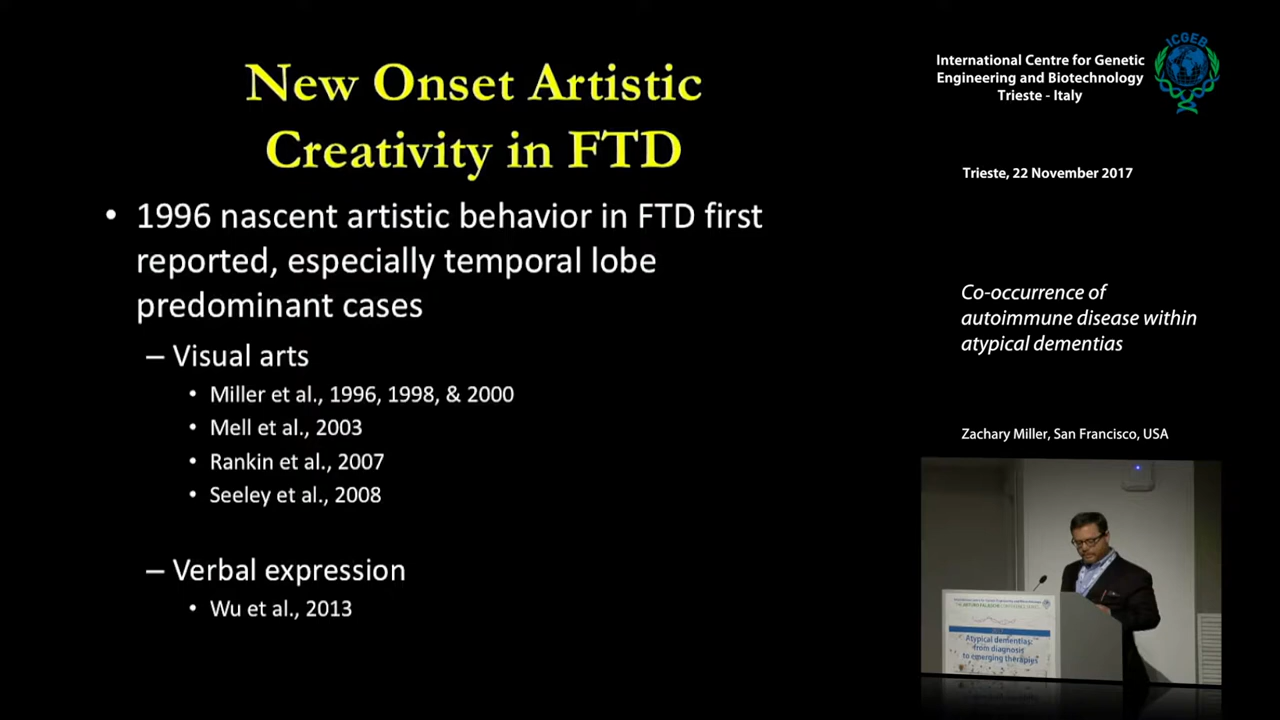 New Onset Artistic
Creativity in FTD
• 1996 nascent artistic behavior in FTD first
reported, especially temporal lobe
predominant cases
– Visual arts
• Miller et al., 1996, 1998, & 2000
• Mell et al., 2003
• Rankin et al., 2007
• Seeley et al., 2008
– Verbal expression
• Wu et al., 2013
International Centre for Genetic
Engineering and Biotechnology
Trieste - Italy
ICGEB
Trieste, 22 November 2017
Co-occurrence of
autoimmune disease within
atypical dementias
Zachary Miller, San Francisco, USA
Atypical dementias:
from diagnosis
to emerging therapies